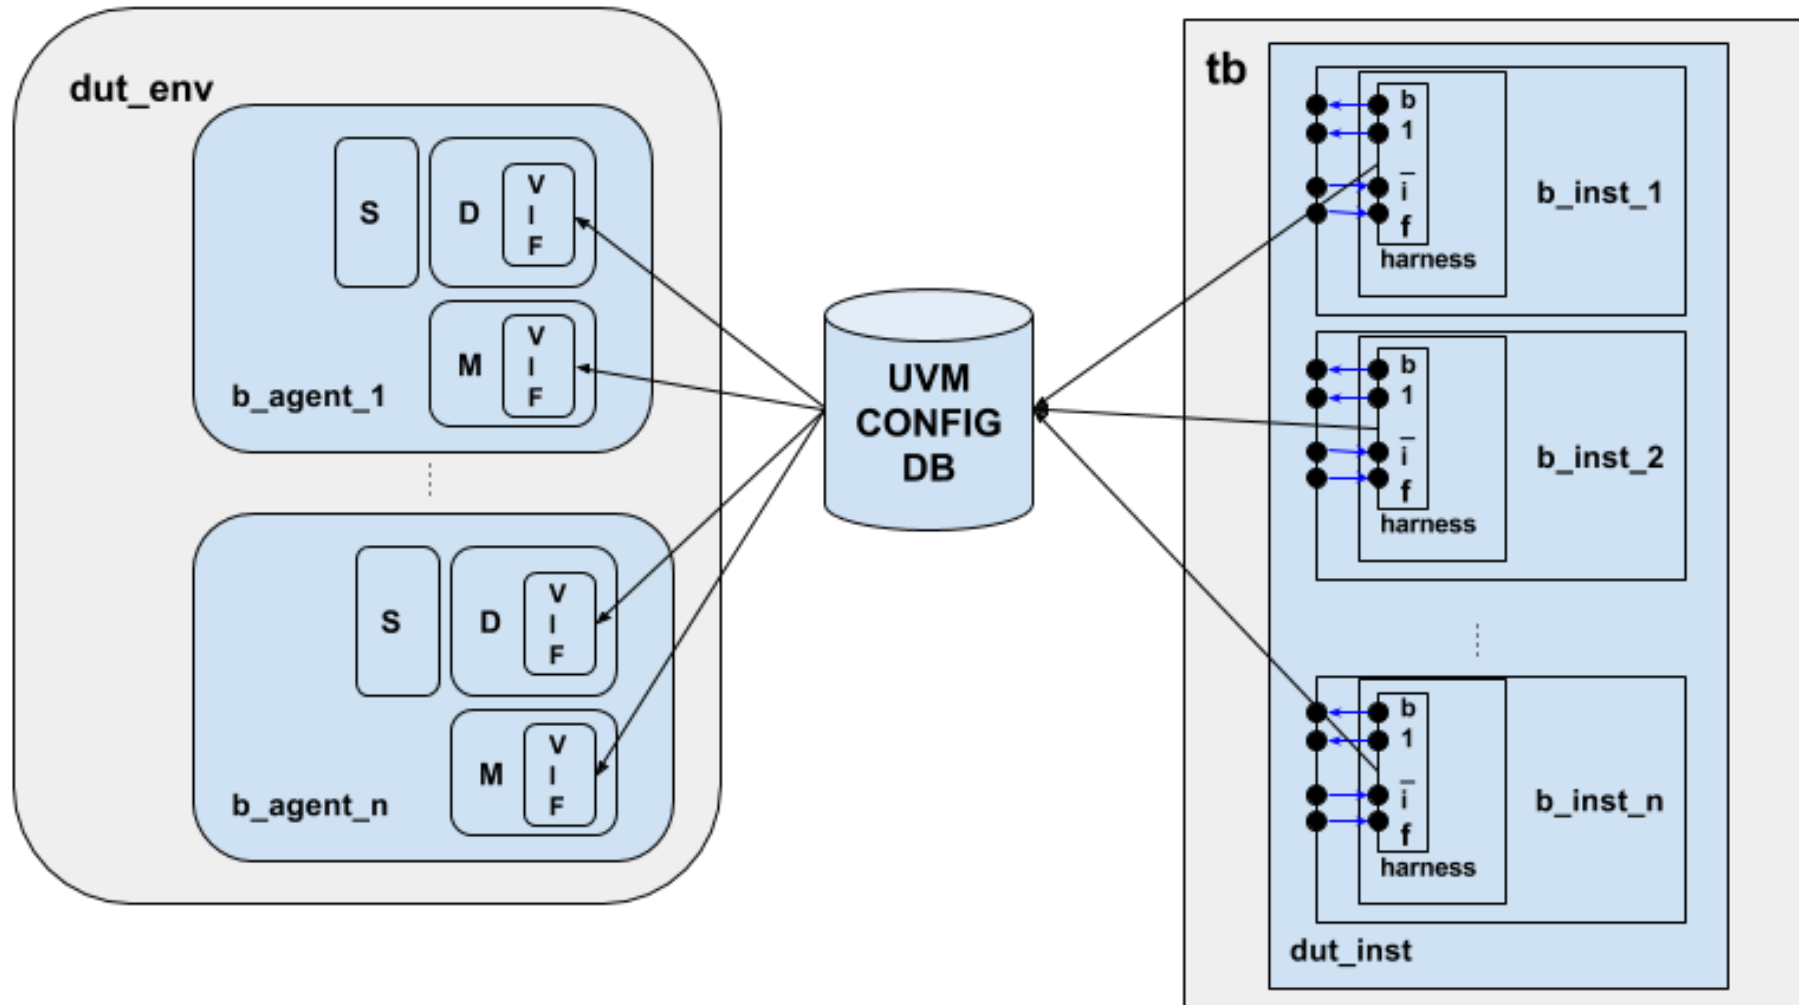 dut_env
S
D
V
I
F
M
V
I
F
b_agent_1
S
D
V
I
F
M
V
I
F
b_agent_n
UVM
CONFIG
DB
tb
b
1
_
i
f
harness
b_inst_1
b
1
_
i
f
harness
b_inst_2
b
1
_
i
f
harness
b_inst_n
dut_inst